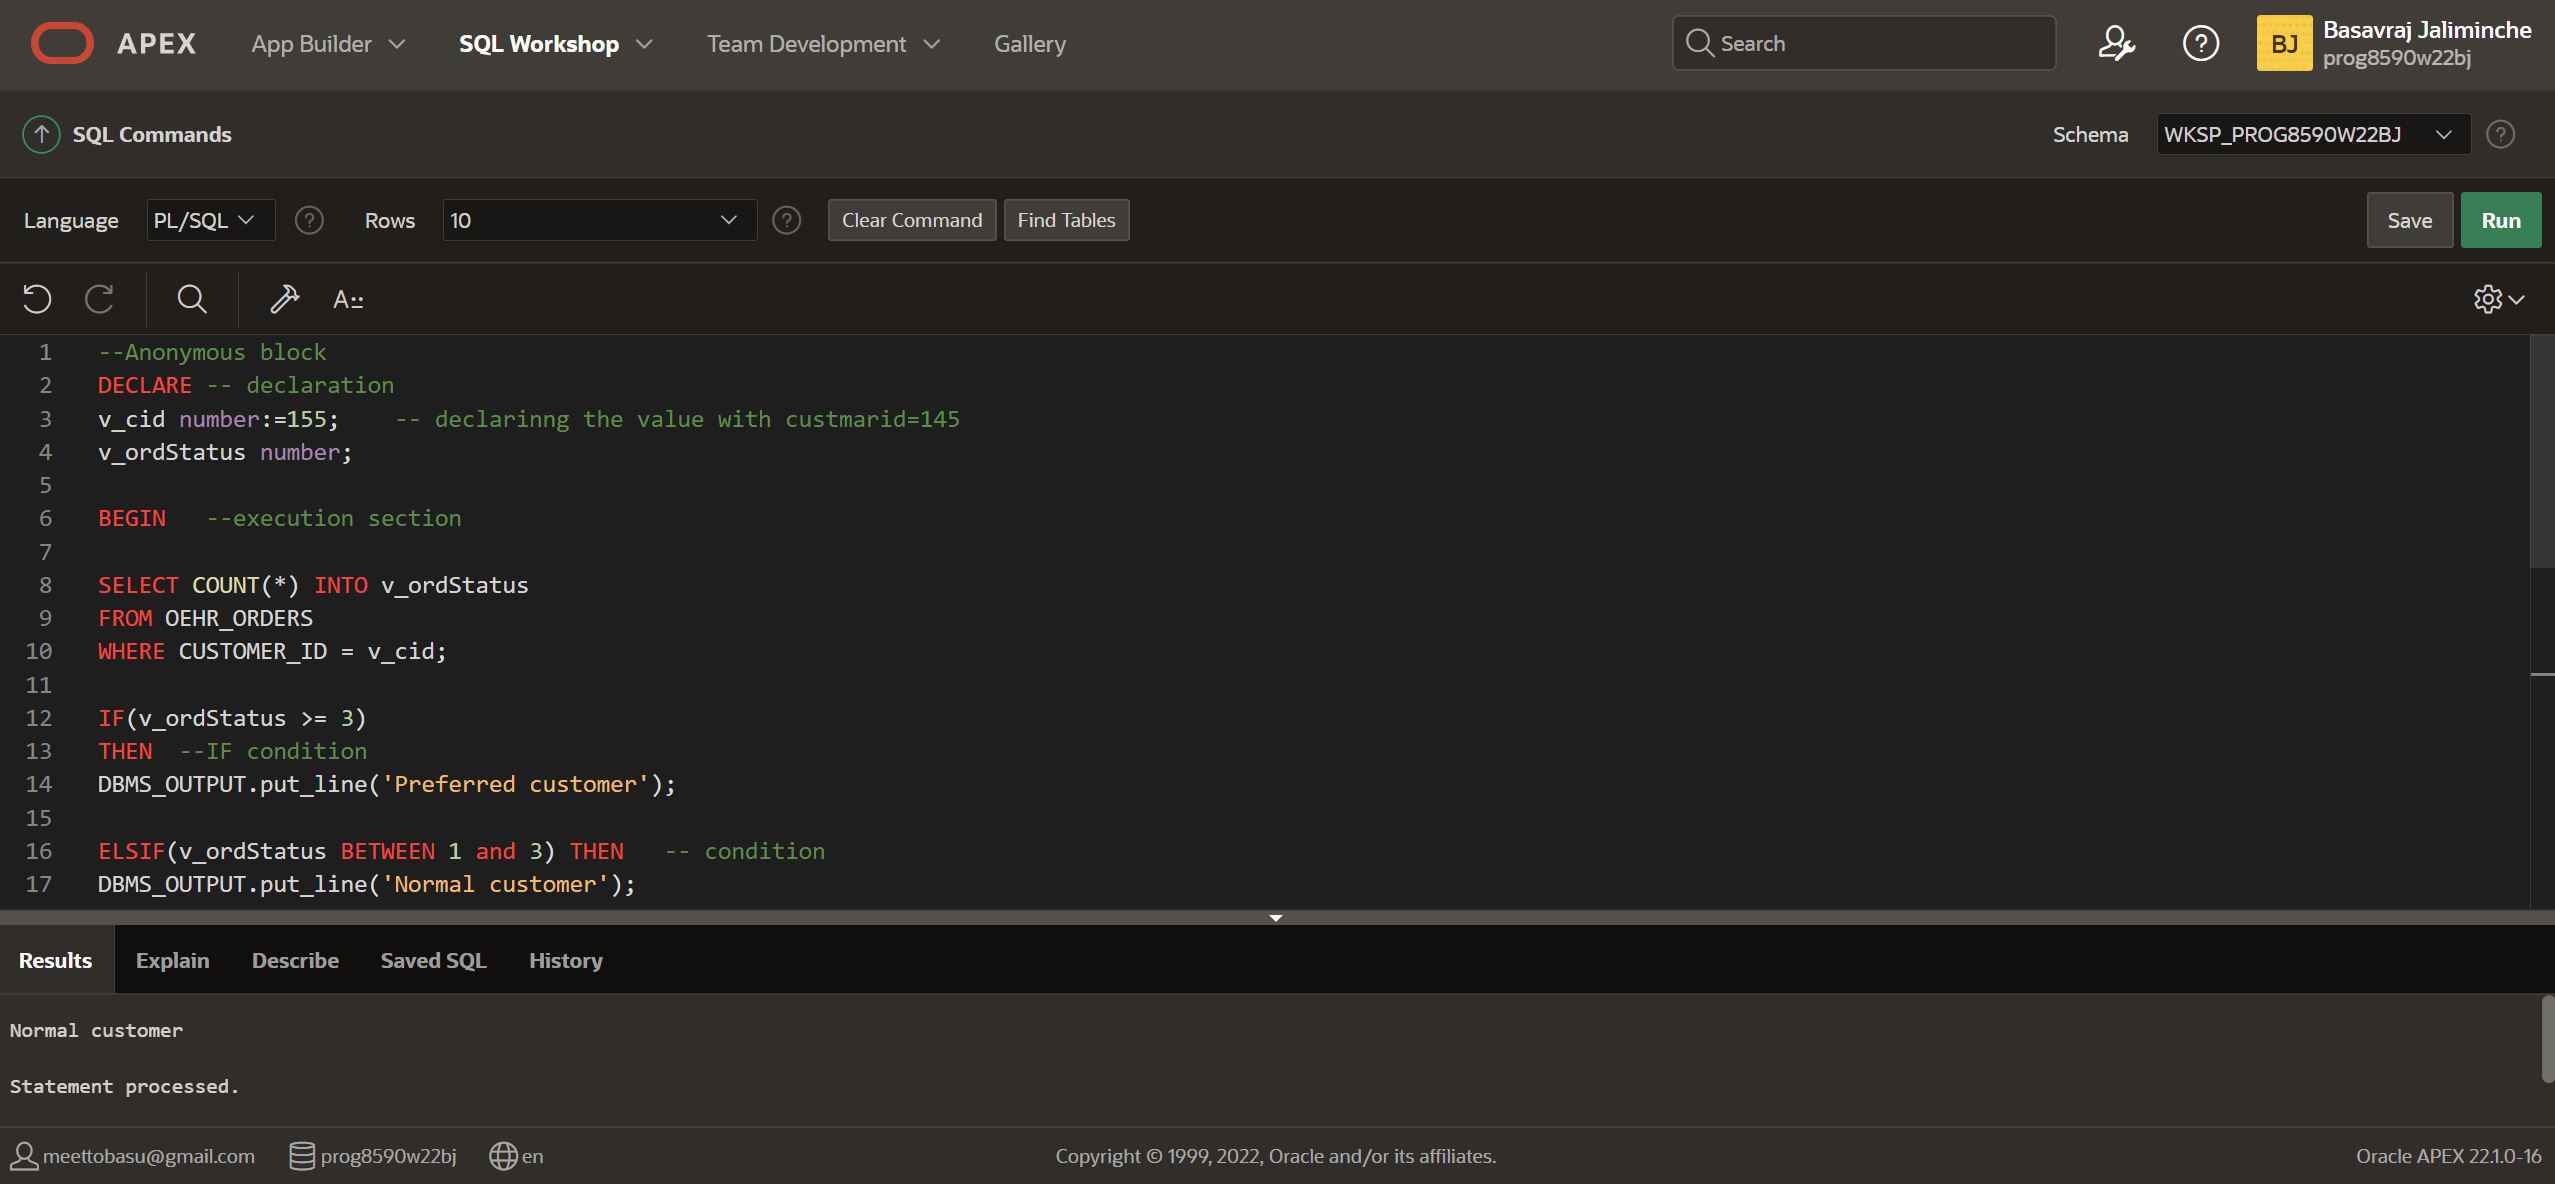 APEX App Builder SQL Workshop Team Development Gallery Search BJ Basavraj Jaliminche
prog8590w22bj
SQL Commands Schema WKSP_PROG8590W22BJ
Language PL/SQL Rows 10 Clear Command Find Tables Save Run
A::
1 --Anonymous block
2 DECLARE -- declaration
3 v_cid number:=155; -- declarinng the value with custmarid=145
4 v_ordStatus number;
5
6 BEGIN --execution section
7
8 SELECT COUNT(*) INTO v_ordStatus
9 FROM OEHR_ORDERS
10 WHERE CUSTOMER_ID = v_cid;
11
12 IF(v_ordStatus >= 3)
13 THEN --IF condition
14 DBMS_OUTPUT.put_line('Preferred customer');
15
16 ELSIF(v_ordStatus BETWEEN 1 and 3) THEN -- condition
17 DBMS_OUTPUT.put_line('Normal customer');
Results Explain Describe Saved SQL History
Normal customer
Statement processed.
meettobasu@gmail.com prog8590w22bj en Copyright © 1999, 2022, Oracle and/or its affiliates. Oracle APEX 22.1.0-16